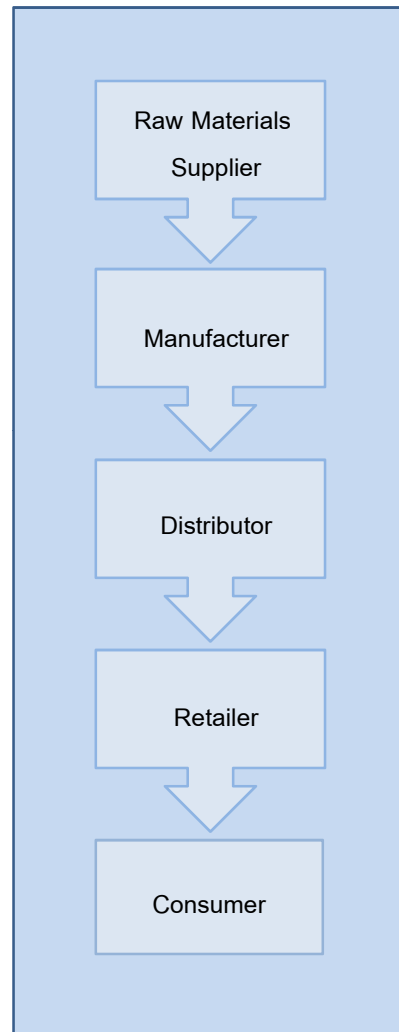 Raw Materials
Supplier
Manufacturer
Distributor
Retailer
Consumer